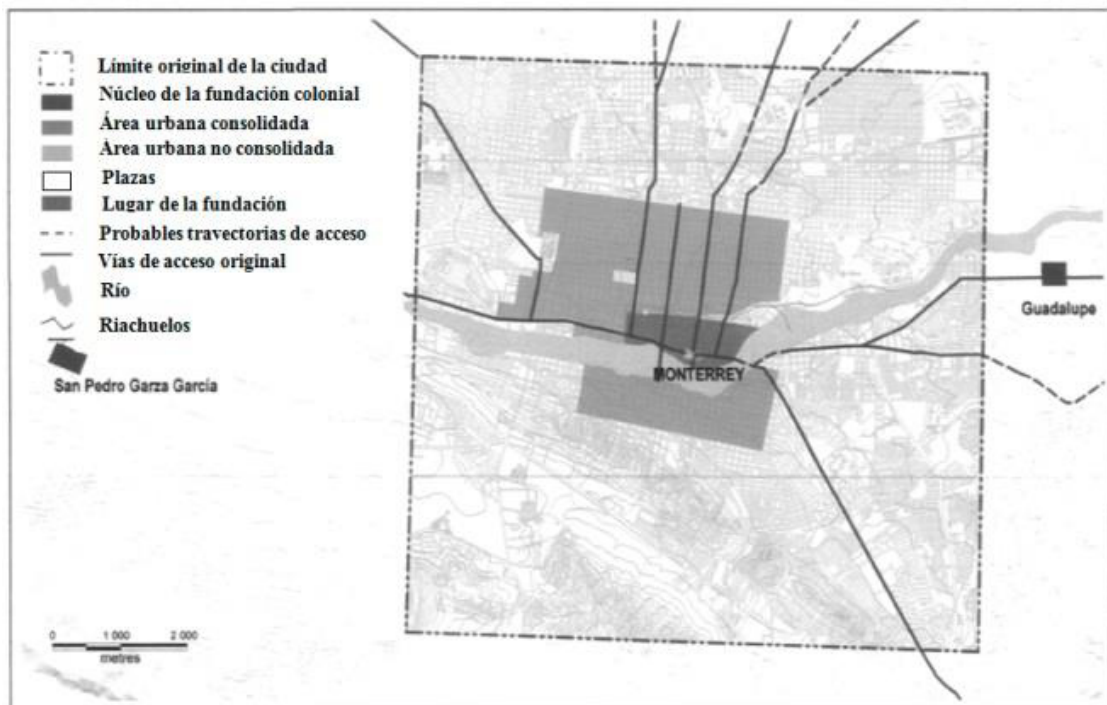 Límite original de la ciudad
Núcleo de la fundación colonial
Área urbana consolidada
Área urbana no consolidada
Plazas
Lugar de la fundación
Probables travectorias de acceso
Vías de acceso original
Río
Riachuelos
San Pedro Garza García
MONTERREY
Guadalupe
0 1 000 2 000
metres